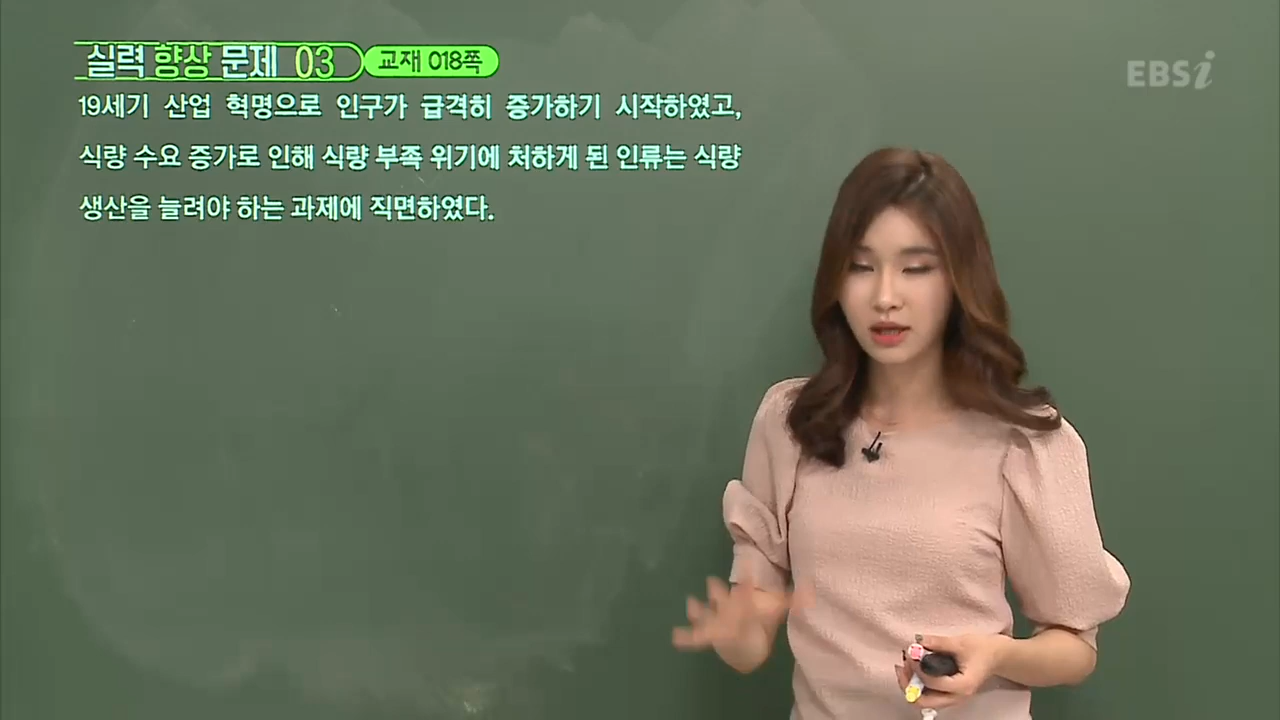 실력 향상 문제 03 교재 018쪽
EBSi
19세기 산업 혁명으로 인구가 급격히 증가하기 시작하였고,
식량 수요 증가로 인해 식량 부족 위기에 처하게 된 인류는 식량
생산을 늘려야 하는 과제에 직면하였다.